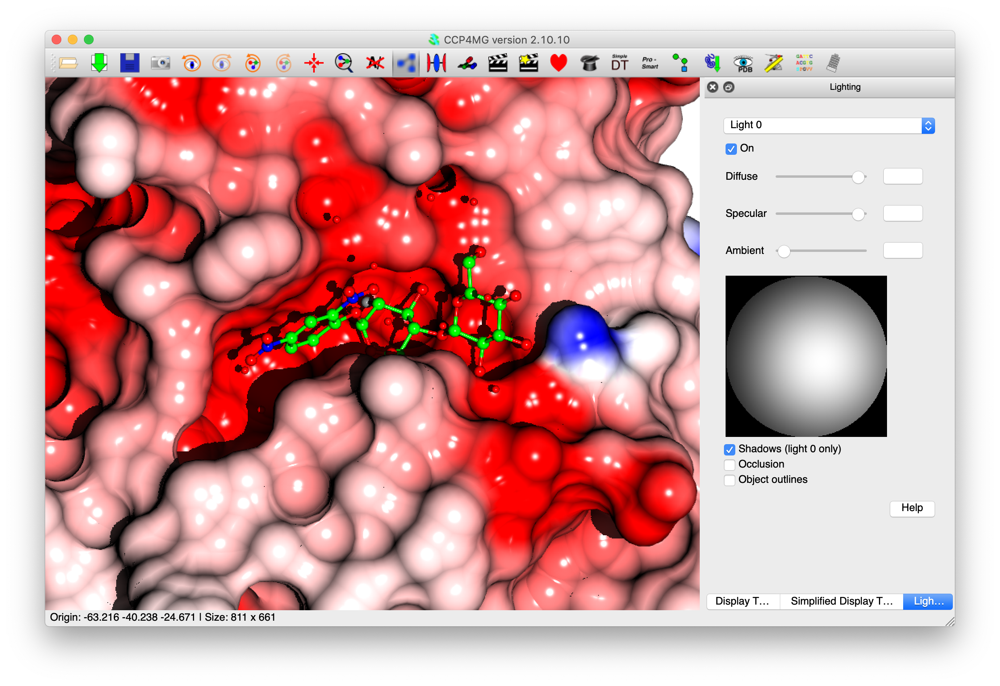 CCP4MG version 2.10.10
Simple
DT
Pro -
Smart
PDB
Lighting
Light 0
On
Diffuse
Specular
Ambient
Shadows (light 0 only)
Occlusion
Object outlines
Help
Display T...
Simplified Display T...
Ligh...
Origin: -63.216 -40.238 -24.671 | Size: 811 x 661